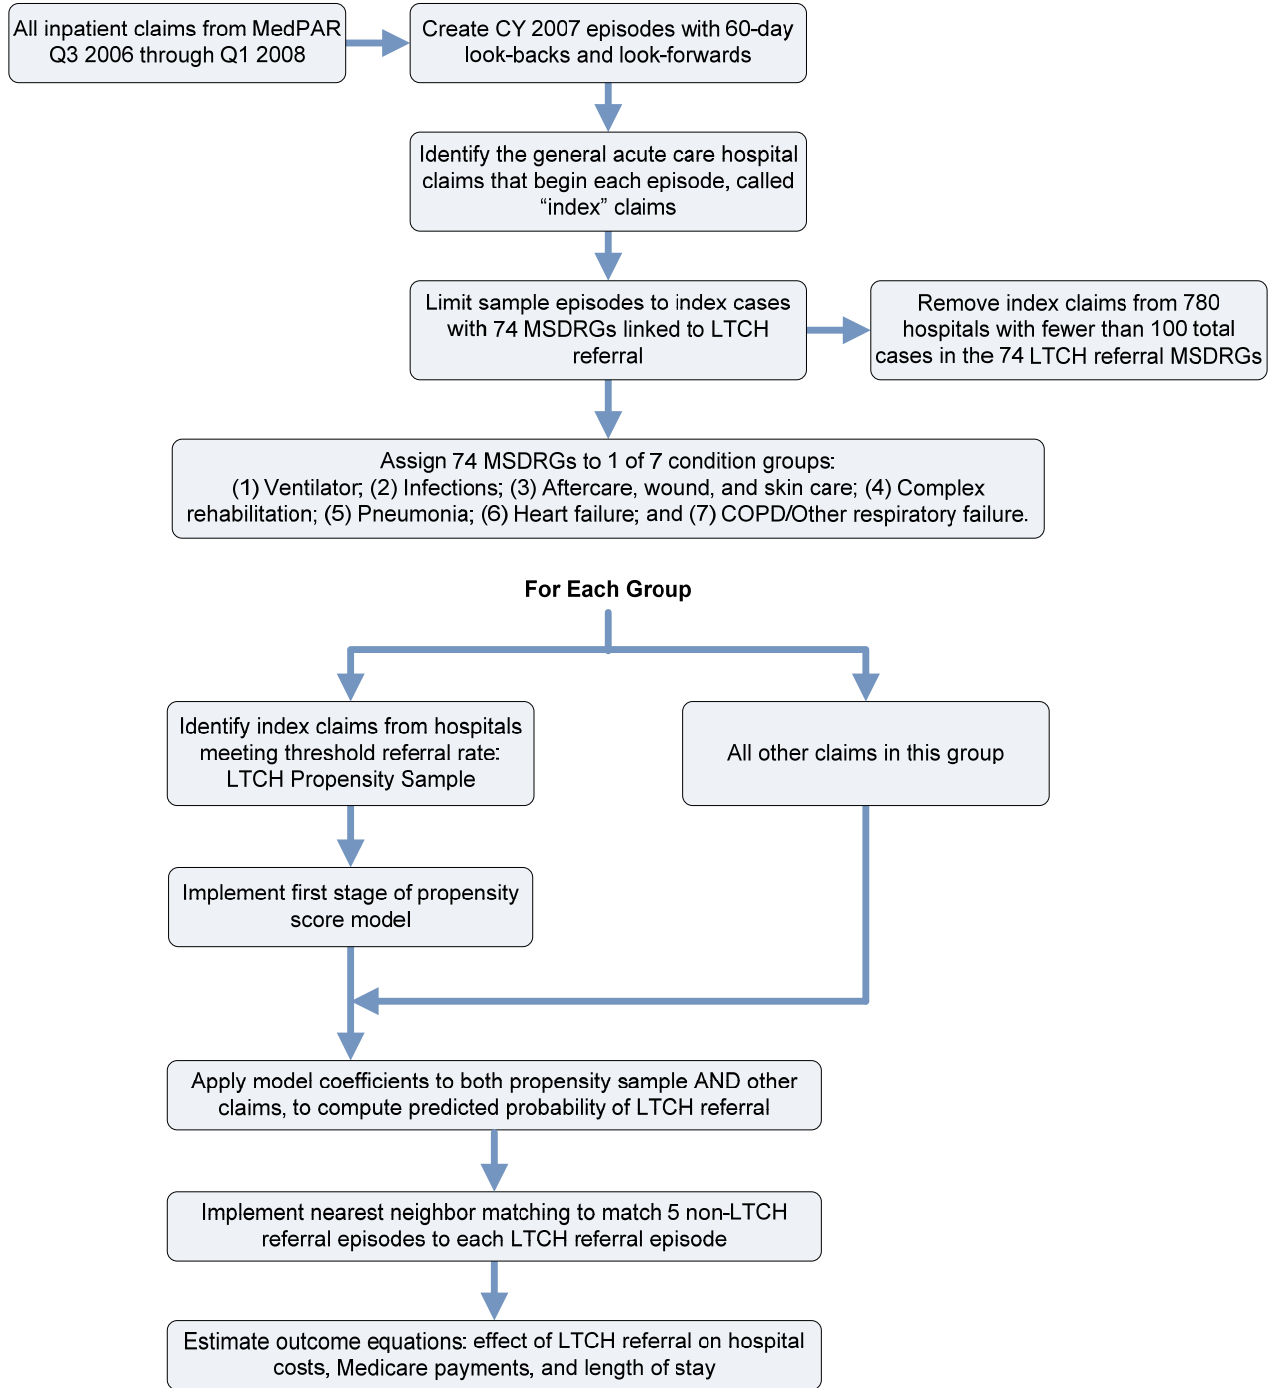 All inpatient claims from MedPAR
Q3 2006 through Q1 2008
Create CY 2007 episodes with 60-day
look-backs and look-forwards
Identify the general acute care hospital
claims that begin each episode, called
“index” claims
Limit sample episodes to index cases
with 74 MSDRGs linked to LTCH
referral
Remove index claims from 780
hospitals with fewer than 100 total
cases in the 74 LTCH referral MSDRGs
Assign 74 MSDRGs to 1 of 7 condition groups:
(1) Ventilator; (2) Infections; (3) Aftercare, wound, and skin care; (4) Complex
rehabilitation; (5) Pneumonia; (6) Heart failure; and (7) COPD/Other respiratory failure.
For Each Group
Identify index claims from hospitals
meeting threshold referral rate:
LTCH Propensity Sample
All other claims in this group
Implement first stage of propensity
score model
Apply model coefficients to both propensity sample AND other
claims, to compute predicted probability of LTCH referral
Implement nearest neighbor matching to match 5 non-LTCH
referral episodes to each LTCH referral episode
Estimate outcome equations: effect of LTCH referral on hospital
costs, Medicare payments, and length of stay